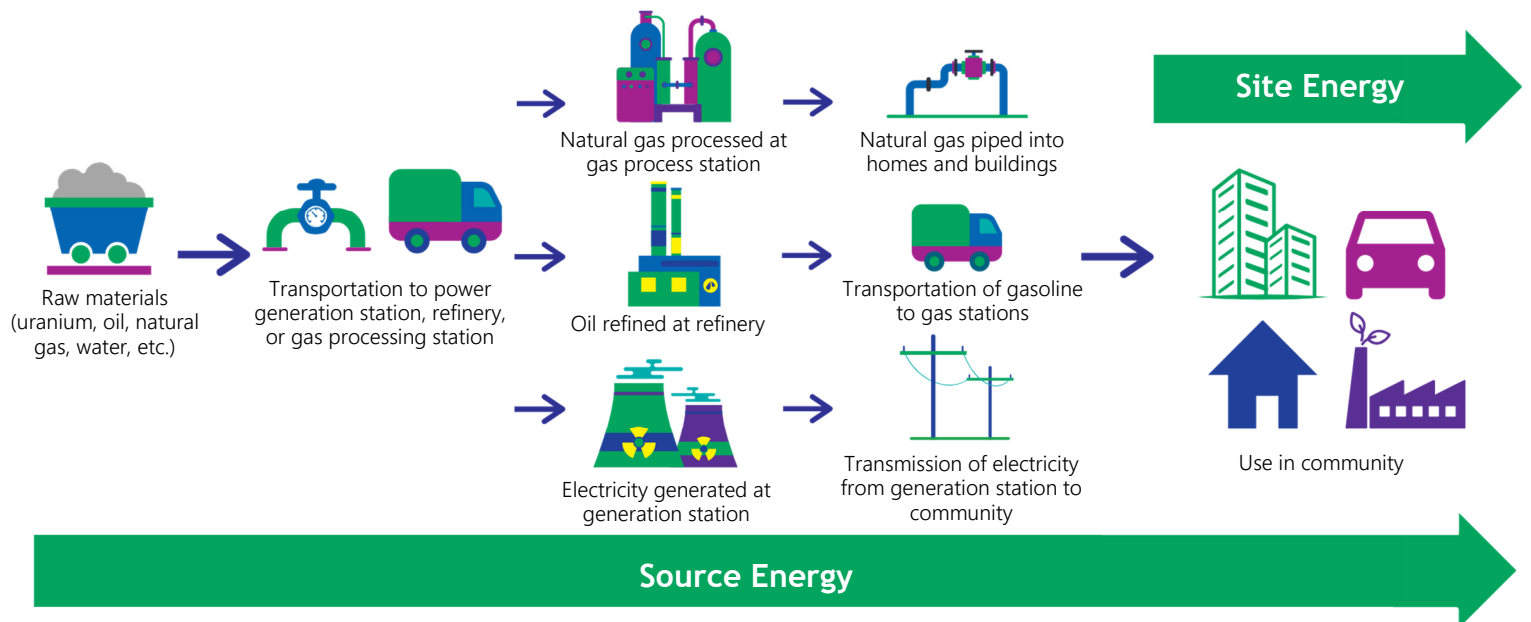 Site Energy
Natural gas processed at
gas process station
Natural gas piped into
homes and buildings
Raw materials
(uranium, oil, natural
gas, water, etc.)
Transportation to power
generation station, refinery,
or gas processing station
Oil refined at refinery
Transportation of gasoline
to gas stations
Electricity generated at
generation station
Transmission of electricity
from generation station to
community
Use in community
Source Energy